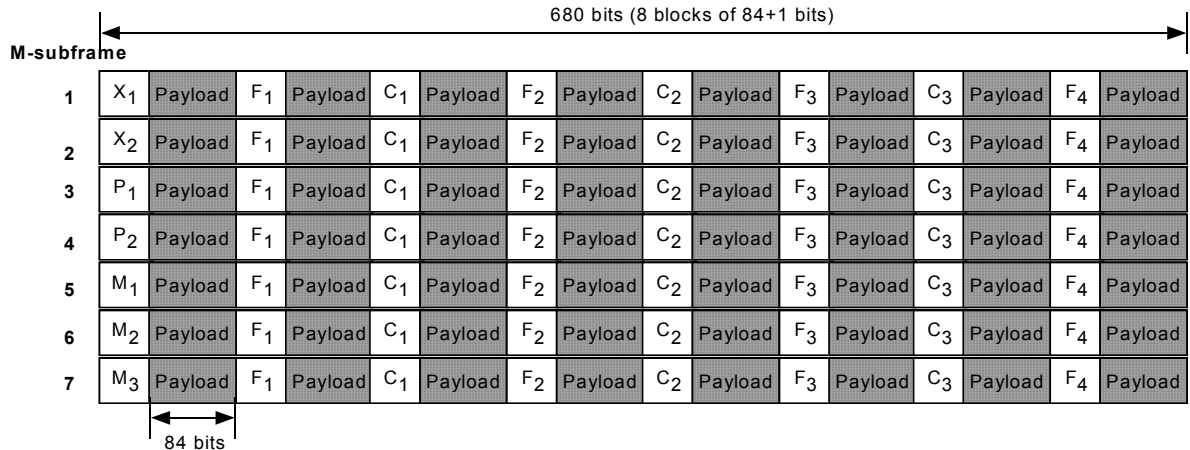 680 bits (8 blocks of 84+1 bits)
M-subframe
1 X1 Payload F1 Payload C1 Payload F2 Payload C2 Payload F3 Payload C3 Payload F4 Payload
2 X2 Payload F1 Payload C1 Payload F2 Payload C2 Payload F3 Payload C3 Payload F4 Payload
3 P1 Payload F1 Payload C1 Payload F2 Payload C2 Payload F3 Payload C3 Payload F4 Payload
4 P2 Payload F1 Payload C1 Payload F2 Payload C2 Payload F3 Payload C3 Payload F4 Payload
5 M1 Payload F1 Payload C1 Payload F2 Payload C2 Payload F3 Payload C3 Payload F4 Payload
6 M2 Payload F1 Payload C1 Payload F2 Payload C2 Payload F3 Payload C3 Payload F4 Payload
7 M3 Payload F1 Payload C1 Payload F2 Payload C2 Payload F3 Payload C3 Payload F4 Payload
84 bits